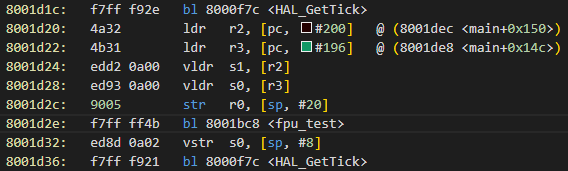 8001d1c: f7ff f92e bl 8000f7c <HAL_GetTick>
8001d20: 4a32 ldr r2, [pc, #200] @ (8001dec <main+0x150>)
8001d22: 4b31 ldr r3, [pc, #196] @ (8001de8 <main+0x14c>)
8001d24: edd2 0a00 vldr s1, [r2]
8001d28: ed93 0a00 vldr s0, [r3]
8001d2c: 9005 str r0, [sp, #20]
8001d2e: f7ff ff4b bl 8001bc8 <fpu_test>
8001d32: ed8d 0a02 vstr s0, [sp, #8]
8001d36: f7ff f921 bl 8000f7c <HAL_GetTick>